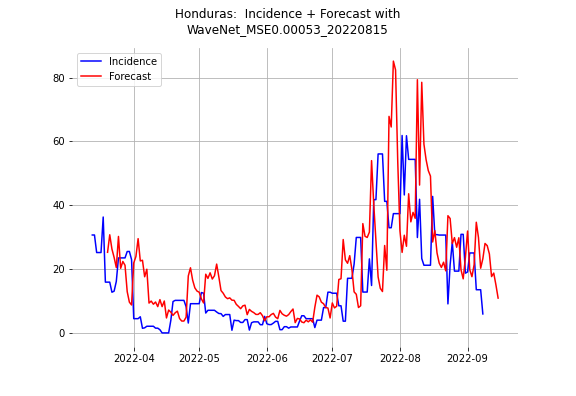 Honduras:  Incidence + Forecast with
WaveNet_MSE0.00053_20220815
Incidence
Forecast
80
60
40
20
0
2022-04
2022-05
2022-06
2022-07
2022-08
2022-09